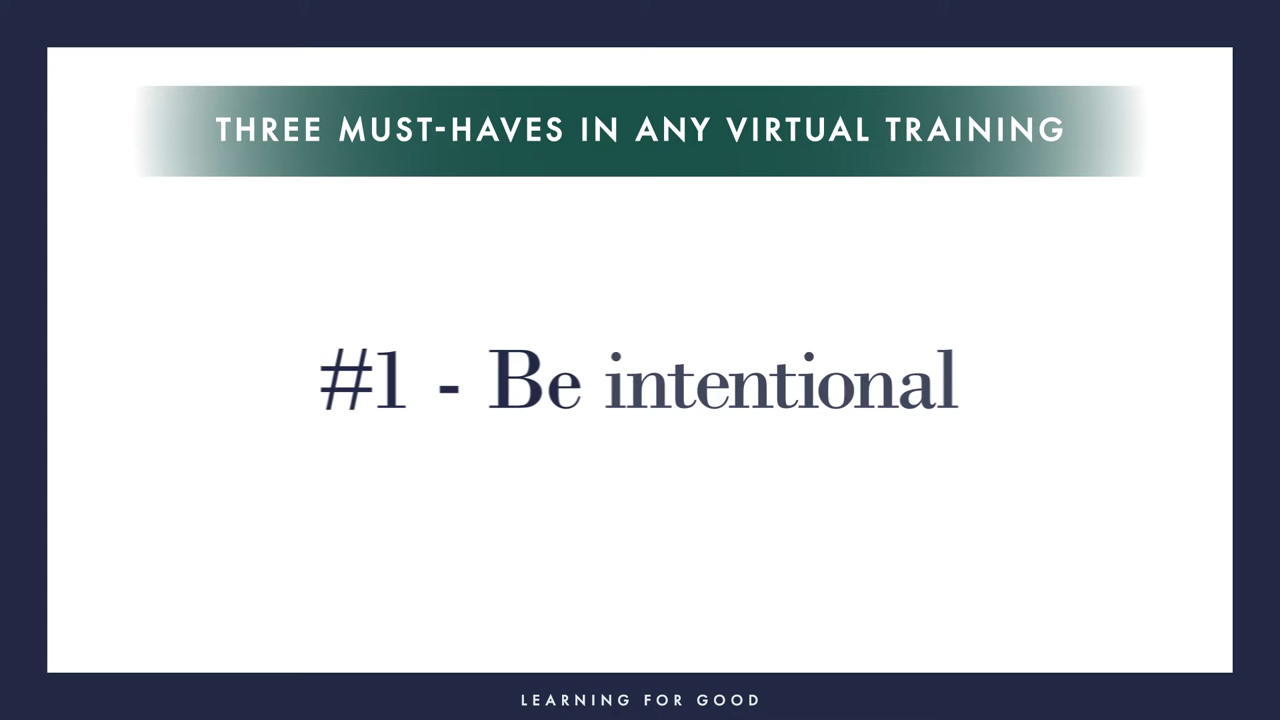 THREE MUST-HAVES IN ANY VIRTUAL TRAINING
#1 - Be intentional
LEARNING FOR GOOD